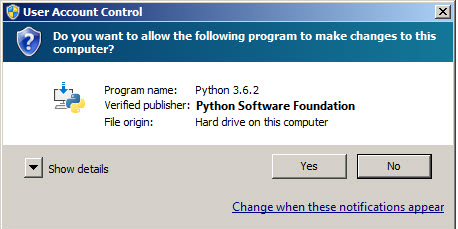 User Account Control
Do you want to allow the following program to make changes to this
computer?
Program name: Python 3.6.2
Verified publisher: Python Software Foundation
File origin: Hard drive on this computer
Show details
Yes
No
Change when these notifications appear